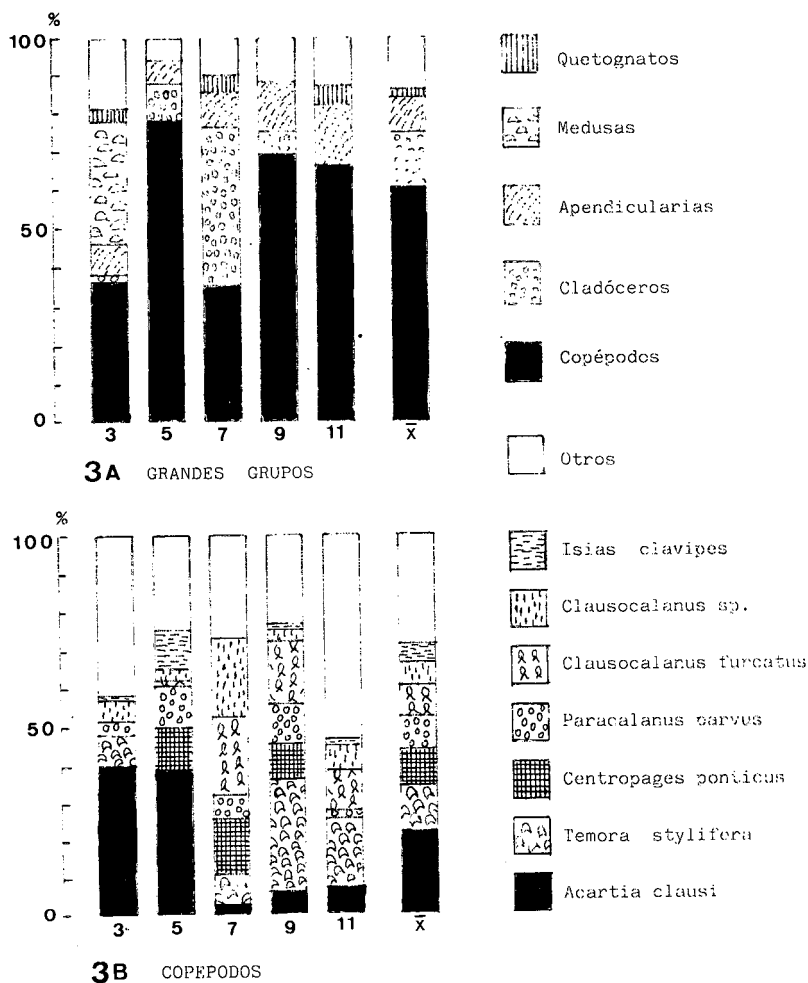 %
100
50
0
3 5 7 9 11 x̅
3A GRANDES GRUPOS
Quetognatos
Medusas
Apendicularias
Cladóceros
Copépodos
Otros
%
100
50
0
3 5 7 9 11 x̅
3B COPEPODOS
Isias clavipes
Clausocalanus sp.
Clausocalanus furcatus
Paracalanus parvus
Centropages ponticus
Temora stylifera
Acartia clausi